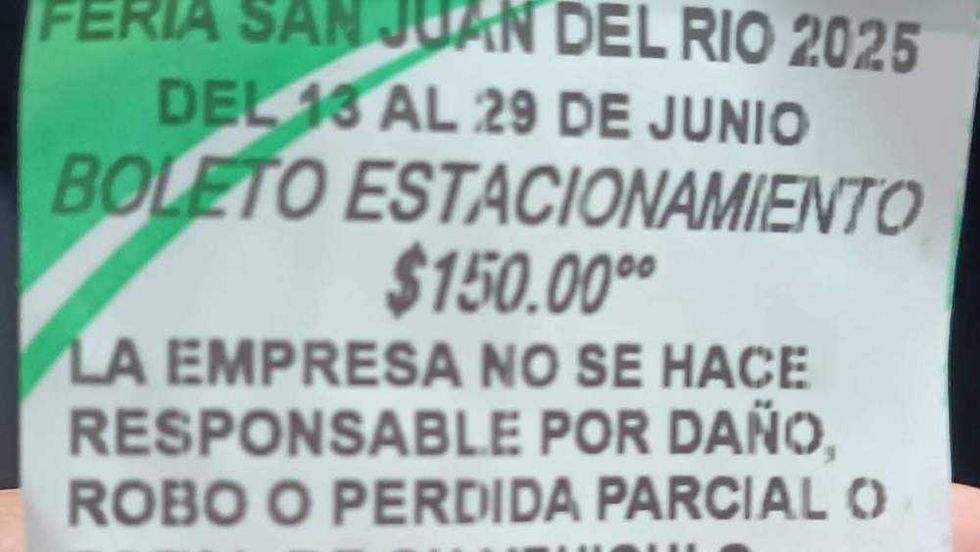 FERIA SAN JUAN DEL RIO 2025
DEL 13 AL 29 DE JUNIO
BOLETO ESTACIONAMIENTO
$150.00°°
LA EMPRESA NO SE HACE
RESPONSABLE POR DAÑO,
ROBO O PERDIDA PARCIAL O